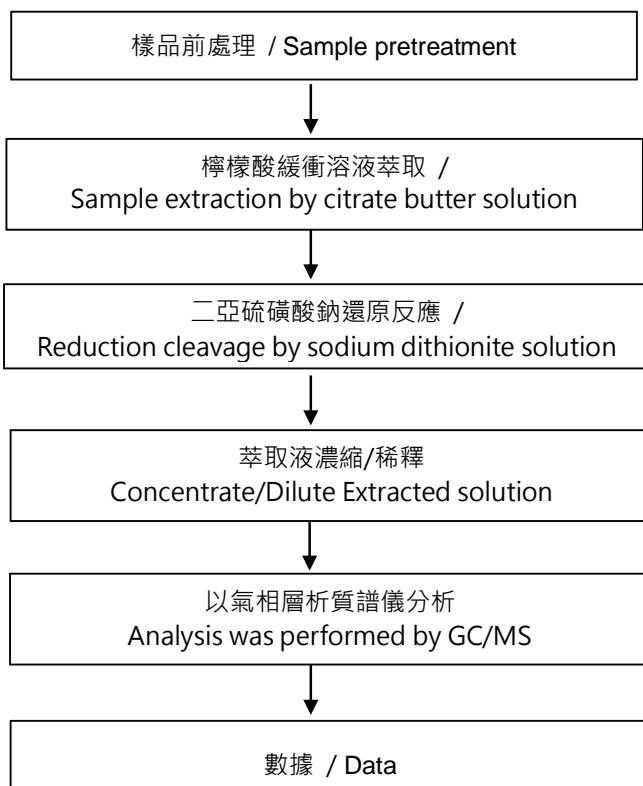 樣品前處理 / Sample pretreatment
檸檬酸緩衝溶液萃取 /
Sample extraction by citrate butter solution
二亞硫磺酸鈉還原反應 /
Reduction cleavage by sodium dithionite solution
萃取液濃縮/稀釋
Concentrate/Dilute Extracted solution
以氣相層析質譜儀分析
Analysis was performed by GC/MS
數據 / Data